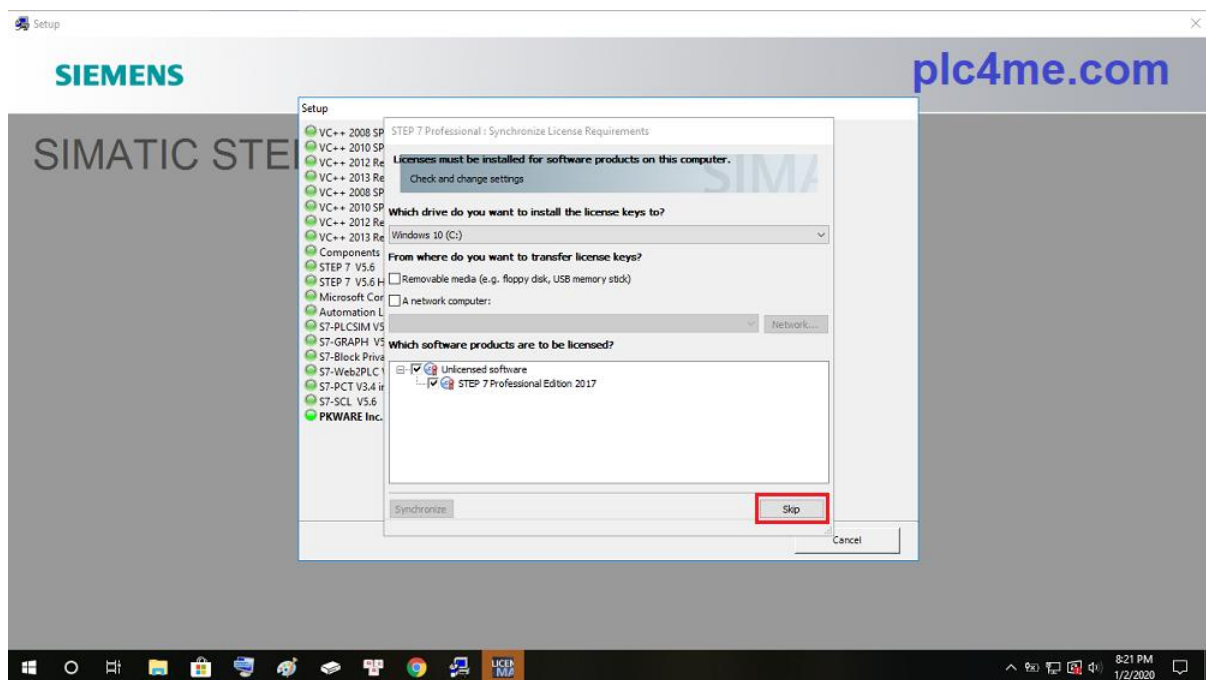 Setup
SIEMENS
plc4me.com
SIMATIC STE
Setup
VC++ 2008 SP
VC++ 2010 SP
VC++ 2012 Re
VC++ 2013 Re
VC++ 2008 SP
VC++ 2010 SP
VC++ 2012 Re
VC++ 2013 Re
Components
STEP 7 V5.6
STEP 7 V5.6 H
Microsoft Cor
Automation L
S7-PLCSIM V5
S7-GRAPH V5
S7-Block Priva
S7-Web2PLC V
S7-PCT V3.4 in
S7-SCL V5.6
PKWARE Inc.
STEP 7 Professional : Synchronize License Requirements
Licenses must be installed for software products on this computer.
Check and change settings
SIMA
Which drive do you want to install the license keys to?
Windows 10 (C:)
From where do you want to transfer license keys?
Removable media (e.g. floppy disk, USB memory stick)
A network computer:
Network...
Which software products are to be licensed?
Unlicensed software
STEP 7 Professional Edition 2017
Synchronize
Skip
Cancel
LICEN
MA
8:21 PM
1/2/2020